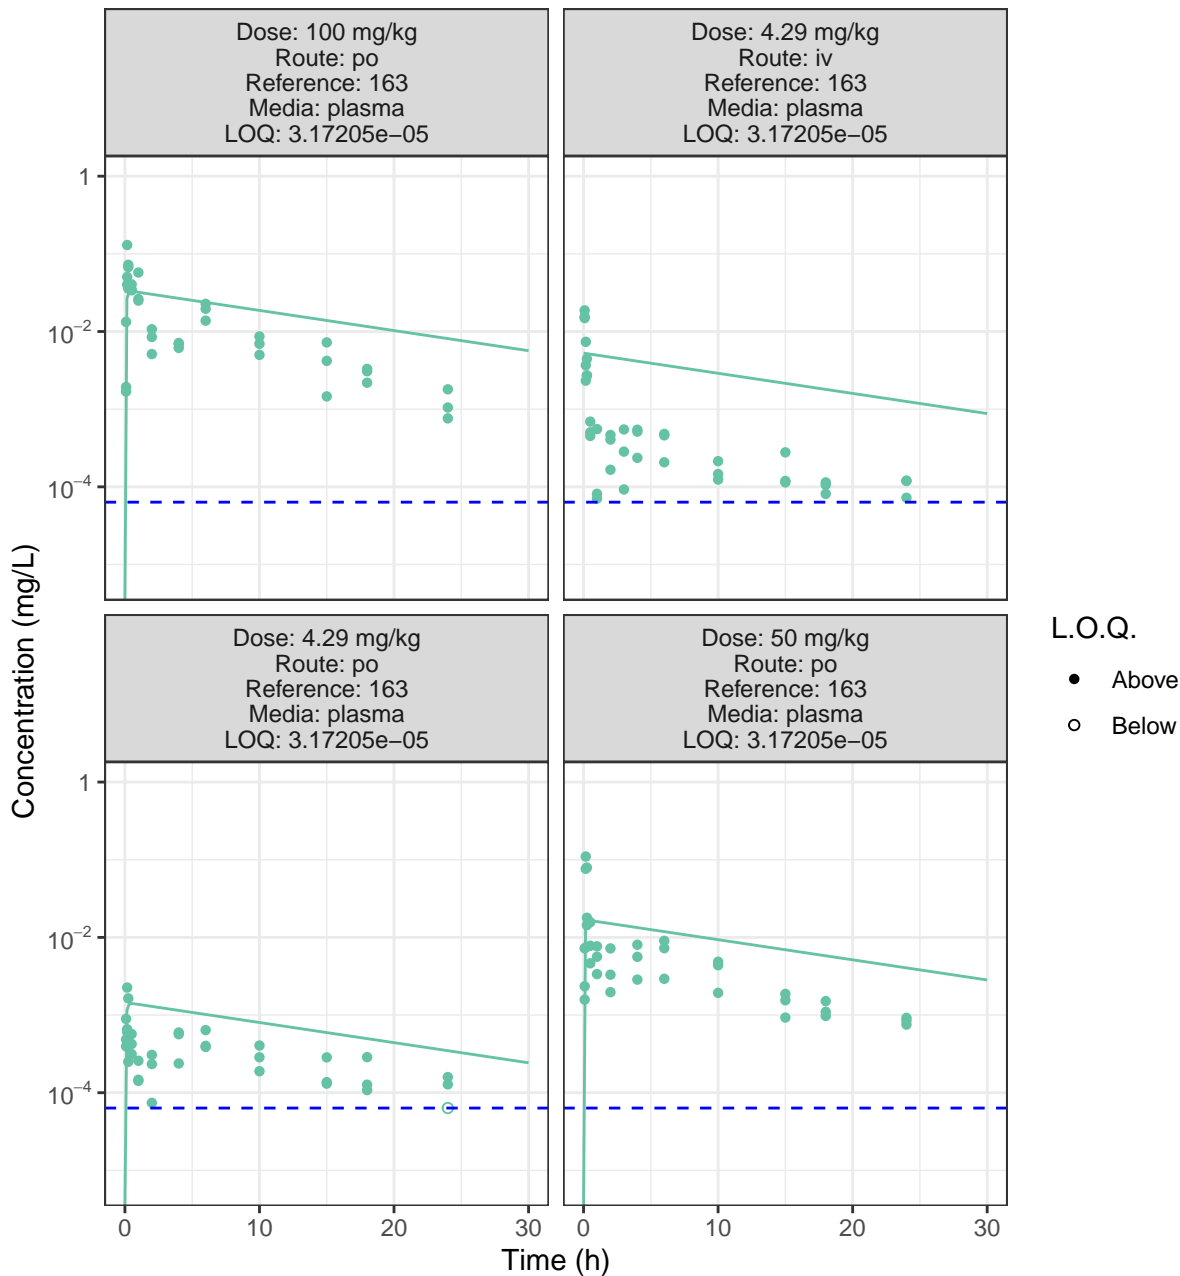 Dose: 100 mg/kg
Route: po
Reference: 163
Media: plasma
LOQ: 3.17205e−05
Dose: 4.29 mg/kg
Route: iv
Reference: 163
Media: plasma
LOQ: 3.17205e−05
1
10−2
10−4
Dose: 4.29 mg/kg
Route: po
Reference: 163
Media: plasma
LOQ: 3.17205e−05
Dose: 50 mg/kg
Route: po
Reference: 163
Media: plasma
LOQ: 3.17205e−05
1
10−2
10−4
0 10 20 30
0 10 20 30
Time (h)
Concentration (mg/L)
L.O.Q.
Above
Below